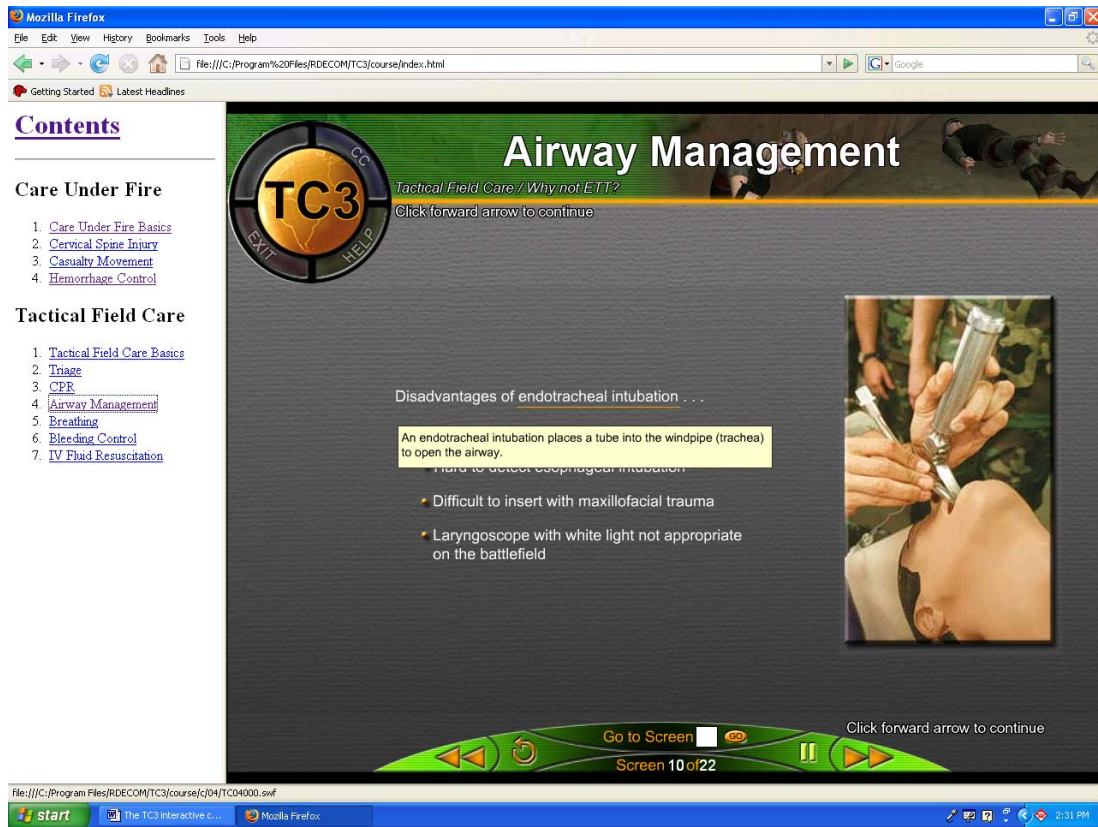 Mozilla Firefox
File Edit View History Bookmarks Tools Help
file:///C:/Program%20Files/RDECOM/TC3/course/index.html
G Google
Getting Started Latest Headlines
Contents
Care Under Fire
1. Care Under Fire Basics
2. Cervical Spine Injury
3. Casualty Movement
4. Hemorrhage Control
Tactical Field Care
1. Tactical Field Care Basics
2. Triage
3. CPR
4. Airway Management
5. Breathing
6. Bleeding Control
7. IV Fluid Resuscitation
CC
TC3
EXIT
HELP
Airway Management
Tactical Field Care / Why not ETT?
Click forward arrow to continue
Disadvantages of endotracheal intubation . . .
An endotracheal intubation places a tube into the windpipe (trachea)
to open the airway.
Hard to detect esophageal intubation
Difficult to insert with maxillofacial trauma
Laryngoscope with white light not appropriate
on the battlefield
Click forward arrow to continue
Go to Screen GO
Screen 10 of 22
file:///C:/Program Files/RDECOM/TC3/course/c/04/TC04000.swf
start The TC3 interactive c... Mozilla Firefox 2:31 PM